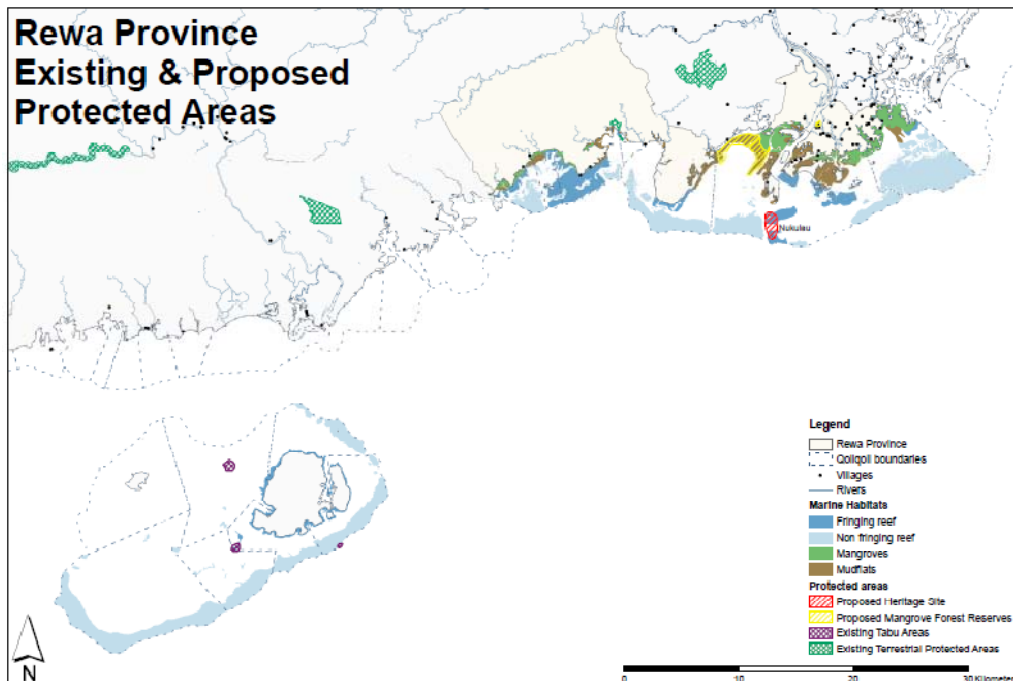 Rewa Province
Existing & Proposed
Protected Areas
Nukulau
Legend
Rewa Province
Qoliqoli boundaries
Villages
Rivers
Marine Habitats
Fringing reef
Non fringing reef
Mangroves
Mudflats
Protected areas
Proposed Heritage Site
Proposed Mangrove Forest Reserves
Existing Tabu Areas
Existing Terrestrial Protected Areas
N
0 10 20 30 Kilometer